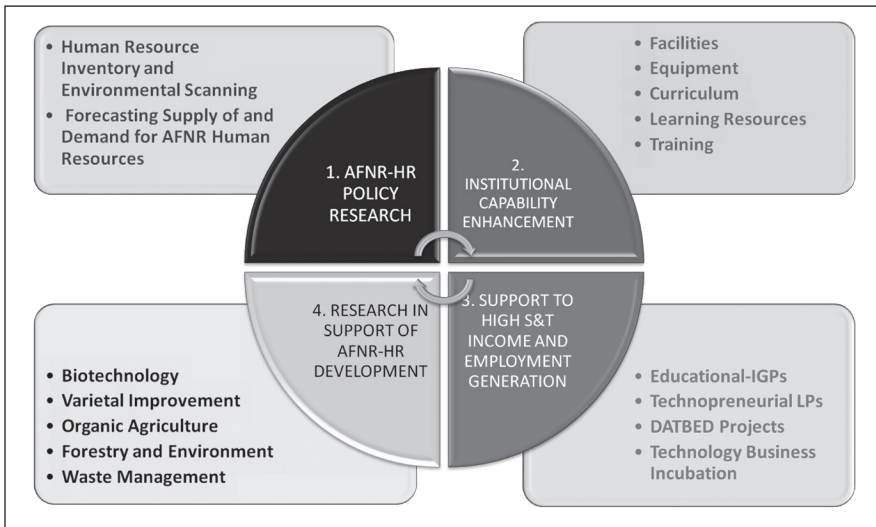 • Human Resource
Inventory and
Environmental Scanning
• Forecasting Supply of and
Demand for AFNR Human
Resources
• Facilities
• Equipment
• Curriculum
• Learning Resources
• Training
1. AFNR-HR
POLICY
RESEARCH
2.
INSTITUTIONAL
CAPABILITY
ENHANCEMENT
4. RESEARCH IN
SUPPORT OF
AFNR-HR
DEVELOPMENT
3. SUPPORT TO
HIGH S&T
INCOME AND
EMPLOYMENT
GENERATION
• Biotechnology
• Varietal Improvement
• Organic Agriculture
• Forestry and Environment
• Waste Management
• Educational-IGPs
• Technopreneurial LPs
• DATBED Projects
• Technology Business
Incubation